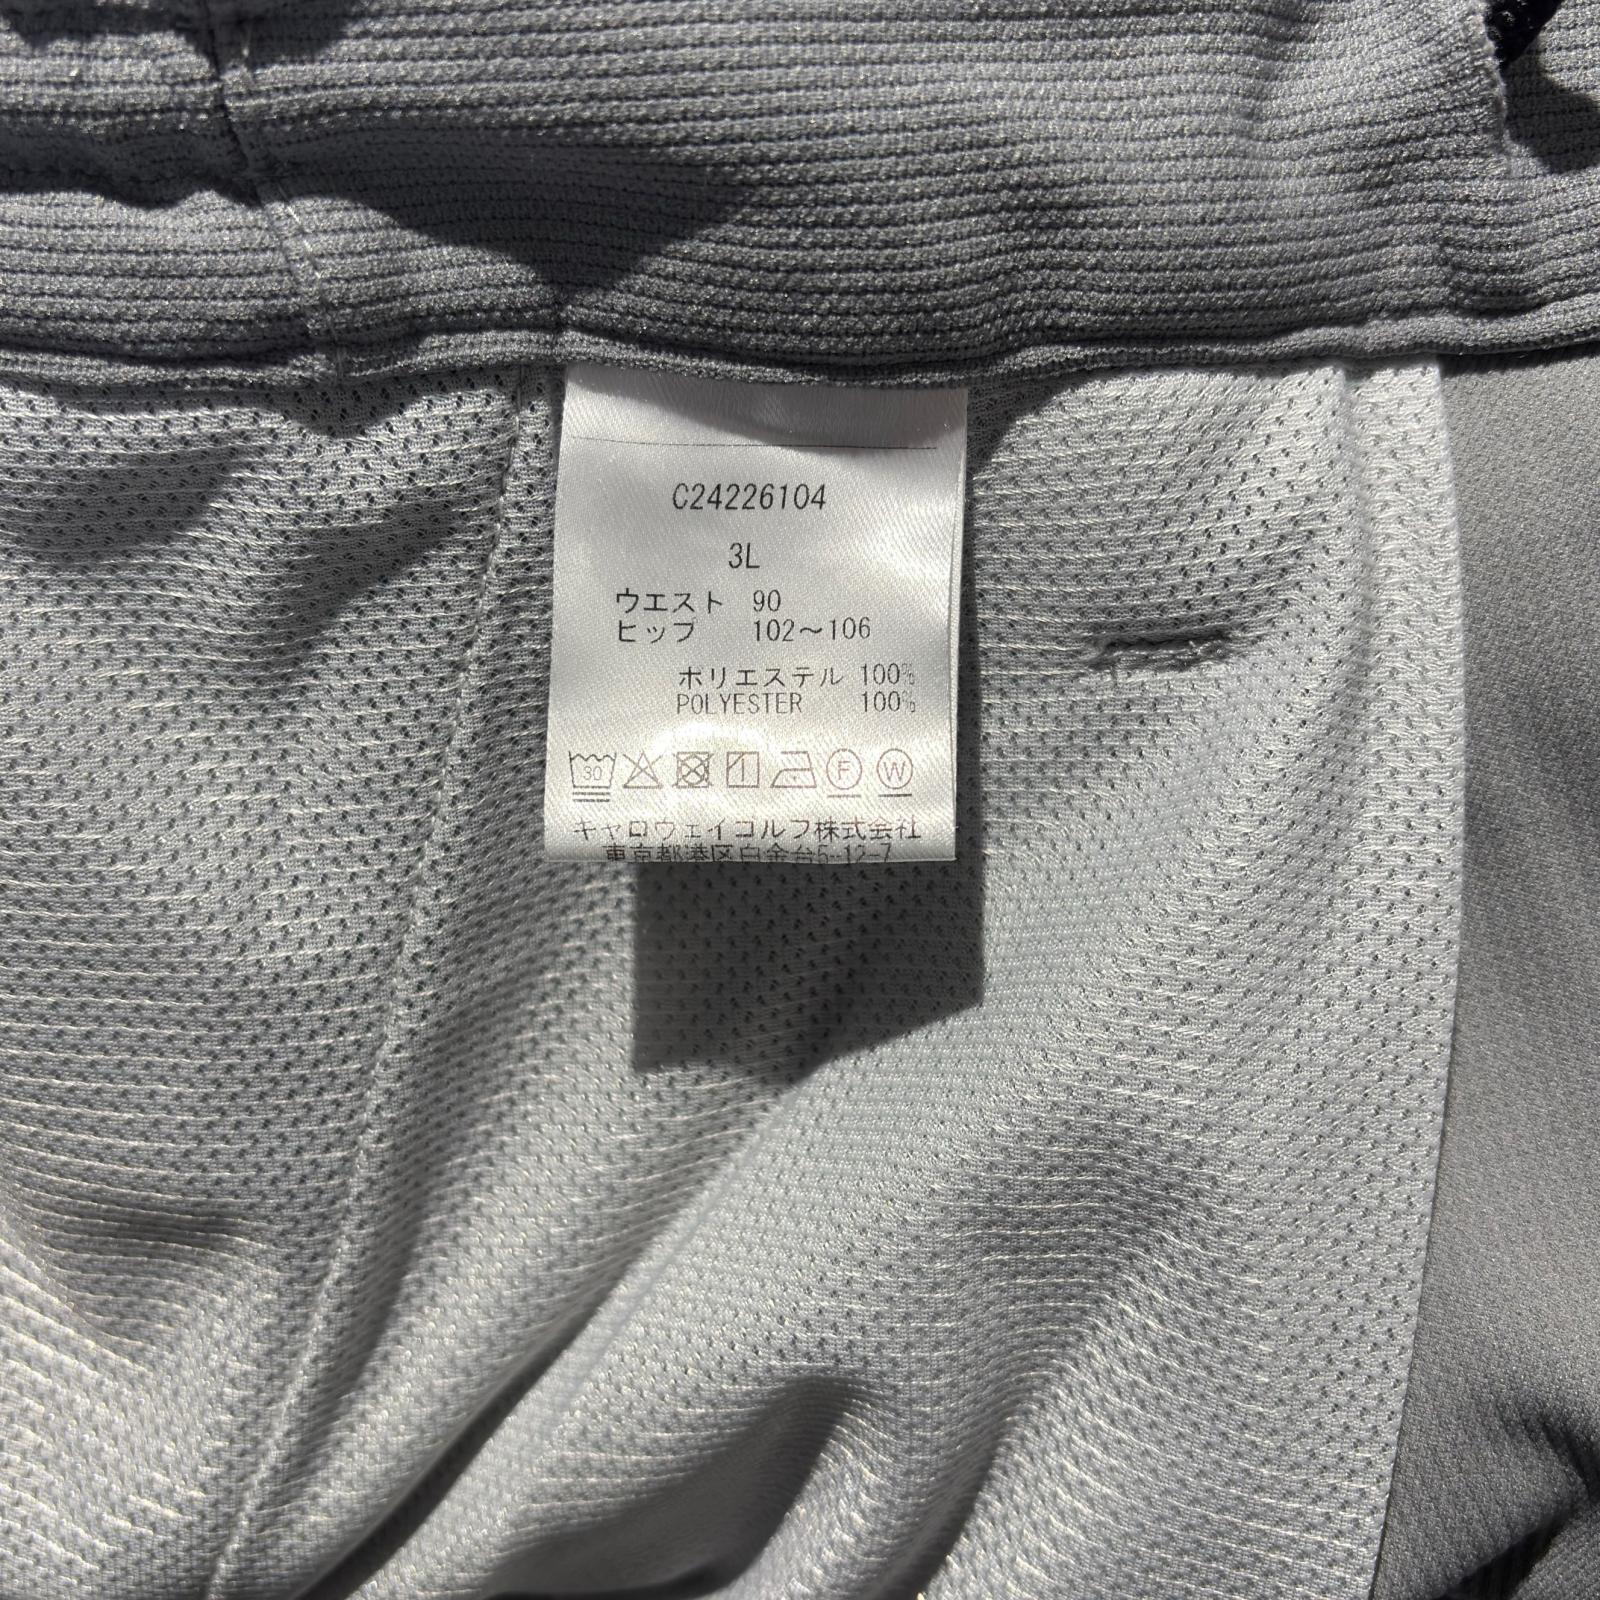 C24226104
3L
ウエスト 90
ヒップ 102～106
ポリエステル 100%
POLYESTER 100%
30 F W
キャロウェイゴルフ株式会社
東京都港区白金台5-12-7